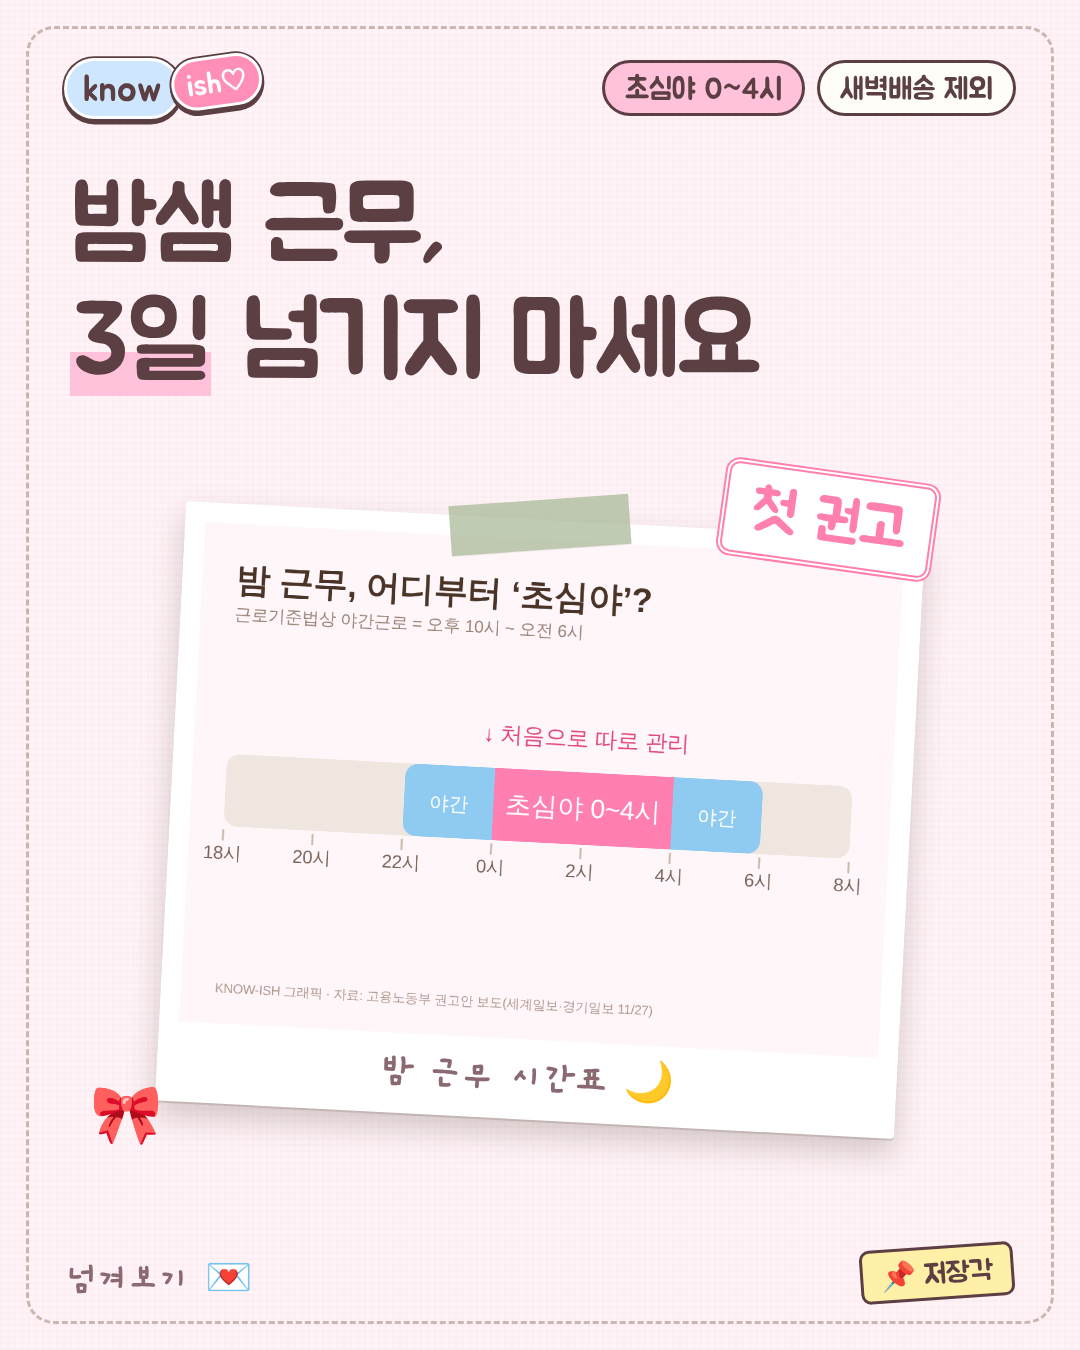 know ish♡
초심야 0~4시
새벽배송 제외
밤샘 근무,
3일 넘기지 마세요
첫 권고
밤 근무, 어디부터 ‘초심야’?
근로기준법상 야간근로 = 오후 10시 ~ 오전 6시
↓ 처음으로 따로 관리
야간 초심야 0~4시 야간
18시 20시 22시 0시 2시 4시 6시 8시
KNOW-ISH 그래픽 · 자료: 고용노동부 권고안 보도(세계일보·경기일보 11/27)
밤 근무 시간표 🌙
넘겨보기 💌
📌 저장각